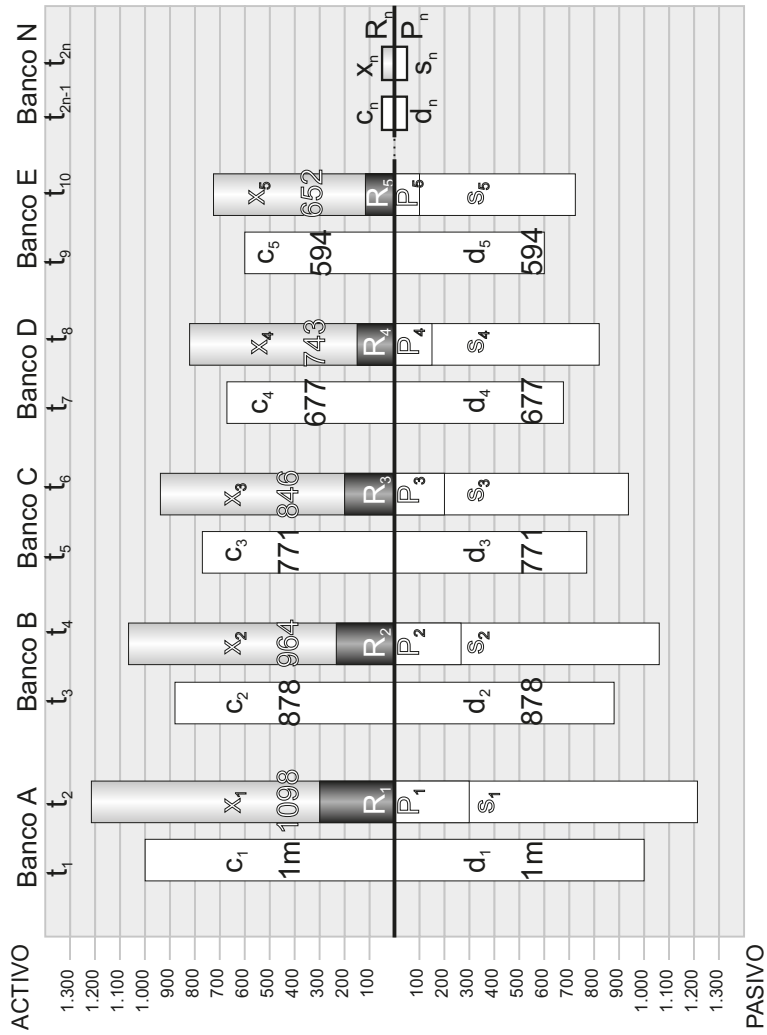 ACTIVO
Banco A Banco B Banco C Banco D Banco E Banco N
t₁ t₂ t₃ t₄ t₅ t₆ t₇ t₈ t₉ t₁₀ t₂ₙ₋₁ t₂ₙ
1.300
1.200
1.100
1.000
900
800
700
600
500
400
300
200
100
100
200
300
400
500
600
700
800
900
1.000
1.100
1.200
1.300
c₁
1m
x₁
1098
R₁
d₁
1m
P₁
s₁
c₂
878
x₂
964
R₂
d₂
878
P₂
s₂
c₃
771
x₃
846
R₃
d₃
771
P₃
s₃
c₄
677
x₄
743
R₄
d₄
677
P₄
s₄
c₅
594
x₅
652
R₅
d₅
594
P₅
s₅
cₙ xₙ Rₙ
dₙ sₙ Pₙ
PASIVO